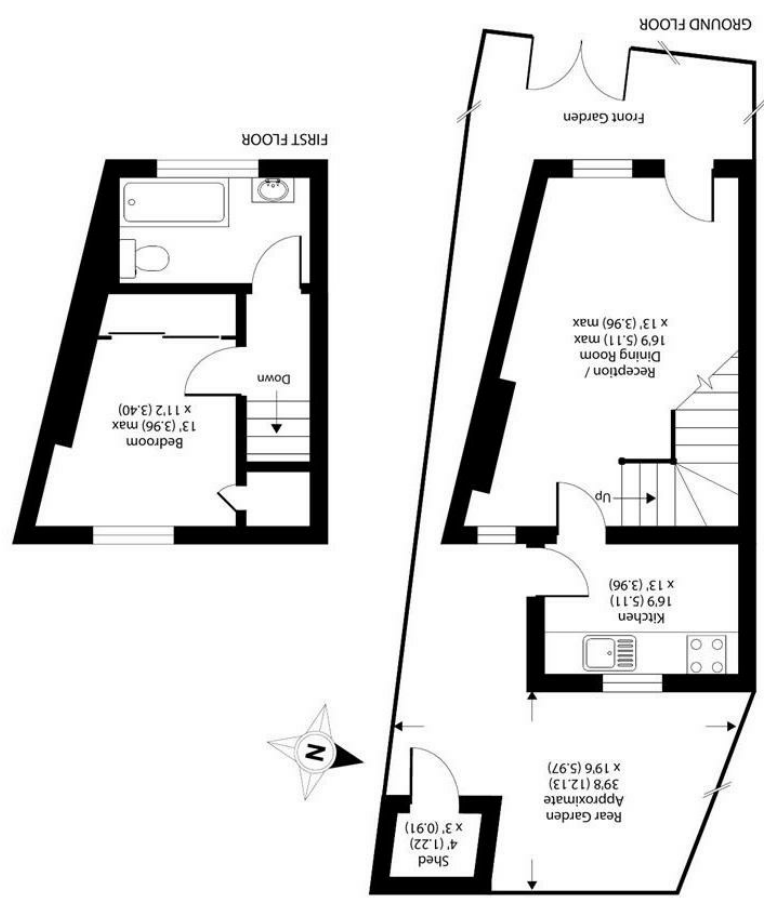 Shed
4' (1.22)
x 3' (0.91)
Rear Garden
Approximate
39'8 (12.13)
x 19'6 (5.97)
N
Kitchen
16'9 (5.11)
x 13' (3.96)
Up
Reception /
Dining Room
16'9 (5.11) max
x 13' (3.96) max
Front Garden
GROUND FLOOR
Bedroom
13' (3.96) max
x 11'2 (3.40)
Down
FIRST FLOOR